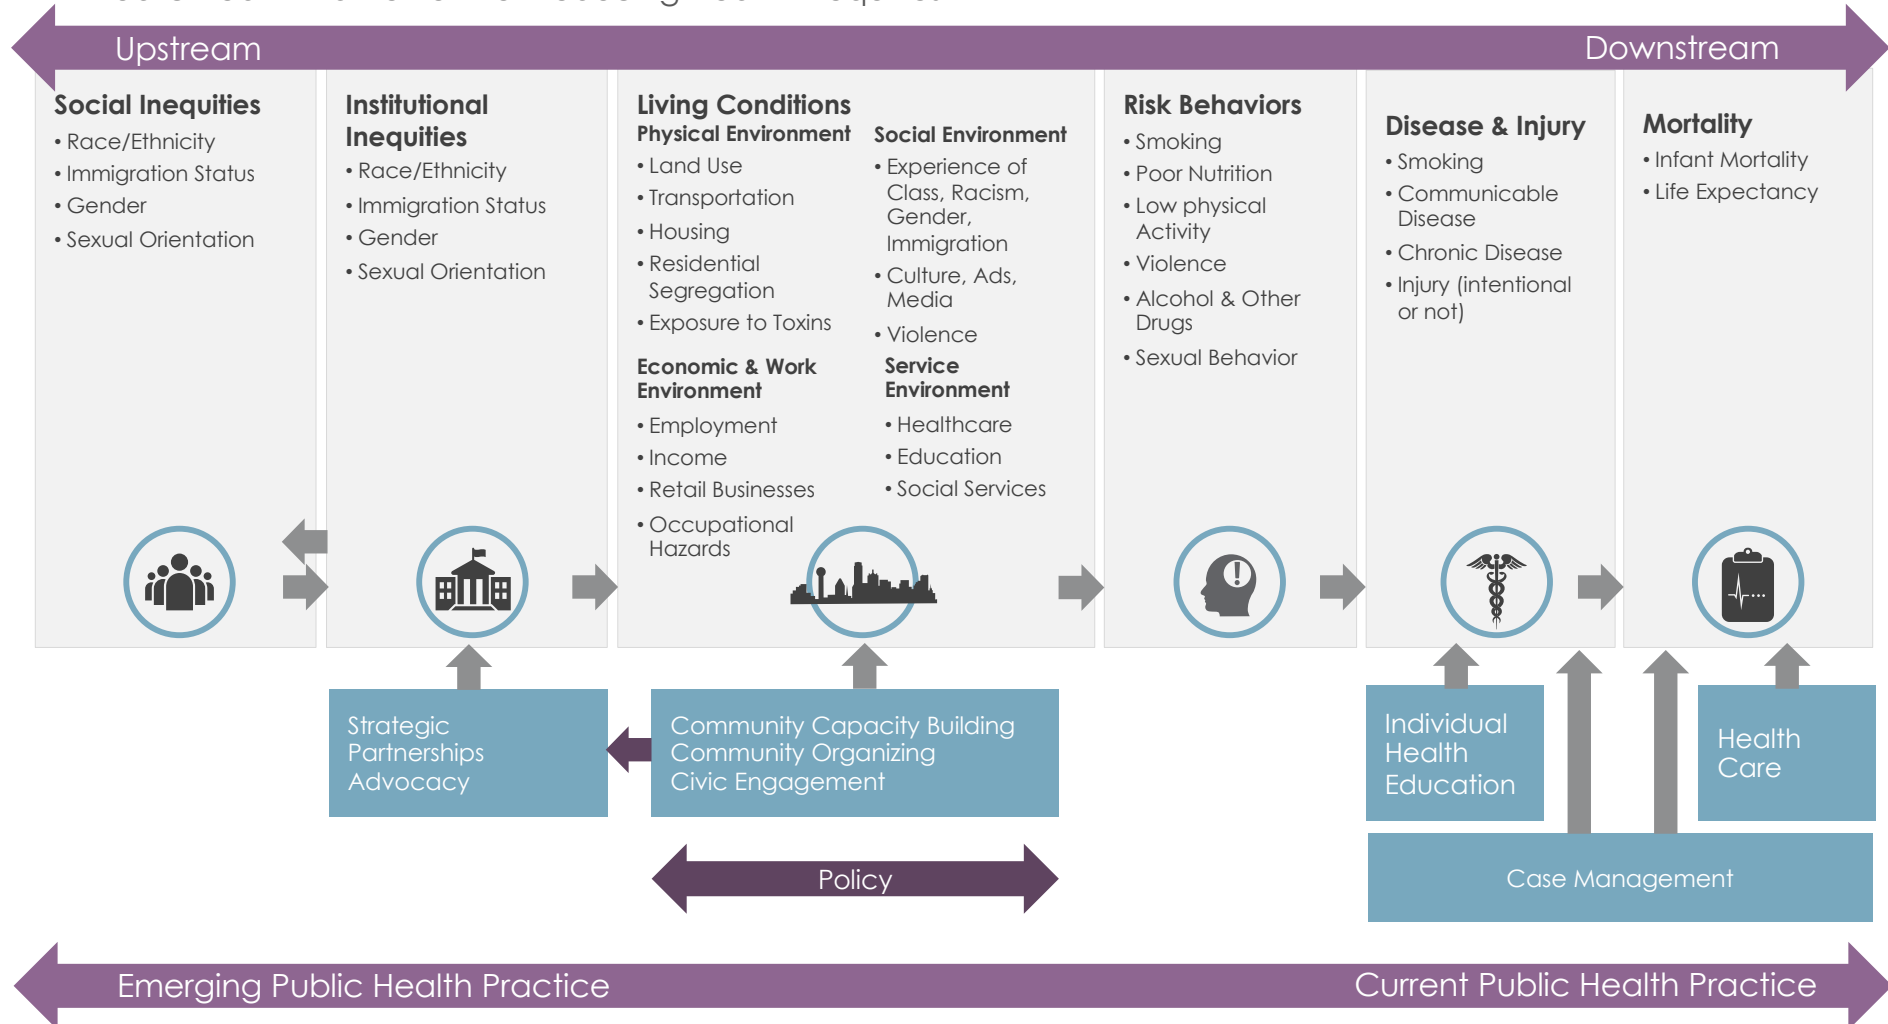 Upstream
Downstream
Social Inequities
• Race/Ethnicity
• Immigration Status
• Gender
• Sexual Orientation
Institutional
Inequities
• Race/Ethnicity
• Immigration Status
• Gender
• Sexual Orientation
Living Conditions
Physical Environment
• Land Use
• Transportation
• Housing
• Residential
Segregation
• Exposure to Toxins
Social Environment
• Experience of
Class, Racism,
Gender,
Immigration
• Culture, Ads,
Media
• Violence
Economic & Work
Environment
• Employment
• Income
• Retail Businesses
• Occupational
Hazards
Service
Environment
• Healthcare
• Education
• Social Services
Risk Behaviors
• Smoking
• Poor Nutrition
• Low physical
Activity
• Violence
• Alcohol & Other
Drugs
• Sexual Behavior
Disease & Injury
• Smoking
• Communicable
Disease
• Chronic Disease
• Injury (intentional
or not)
Mortality
• Infant Mortality
• Life Expectancy
Strategic
Partnerships
Advocacy
Community Capacity Building
Community Organizing
Civic Engagement
Individual
Health
Education
Health
Care
Policy
Case Management
Emerging Public Health Practice
Current Public Health Practice